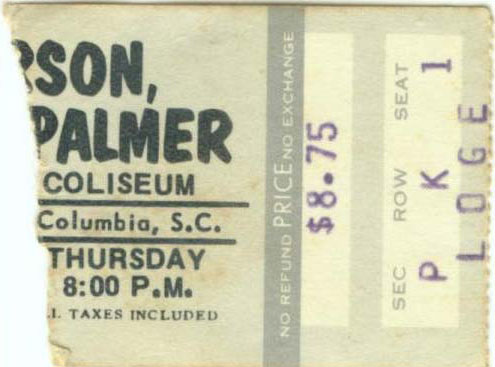 RSON,
PALMER
COLISEUM
Columbia, S.C.
THURSDAY
8:00 P.M.
L TAXES INCLUDED
NO REFUND PRICE NO EXCHANGE
$8.75
SEC ROW SEAT
P K 1
LOGE